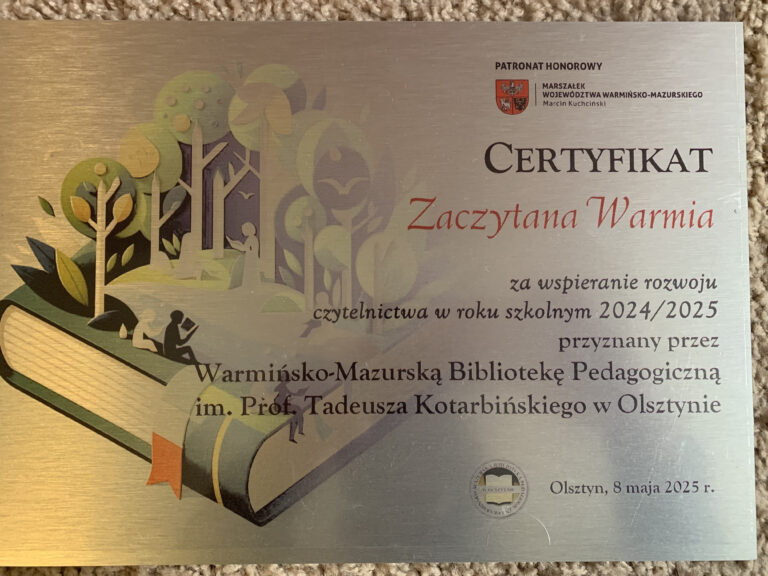 PATRONAT HONOROWY
MARSZAŁEK
WOJEWÓDZTWA WARMIŃSKO-MAZURSKIEGO
Marcin Kuchciński
CERTYFIKAT
Zaczytana Warmia
za wspieranie rozwoju
czytelnictwa w roku szkolnym 2024/2025
przyznany przez
Warmińsko-Mazurską Bibliotekę Pedagogiczną
im. Prof. Tadeusza Kotarbińskiego w Olsztynie
Olsztyn, 8 maja 2025 r.